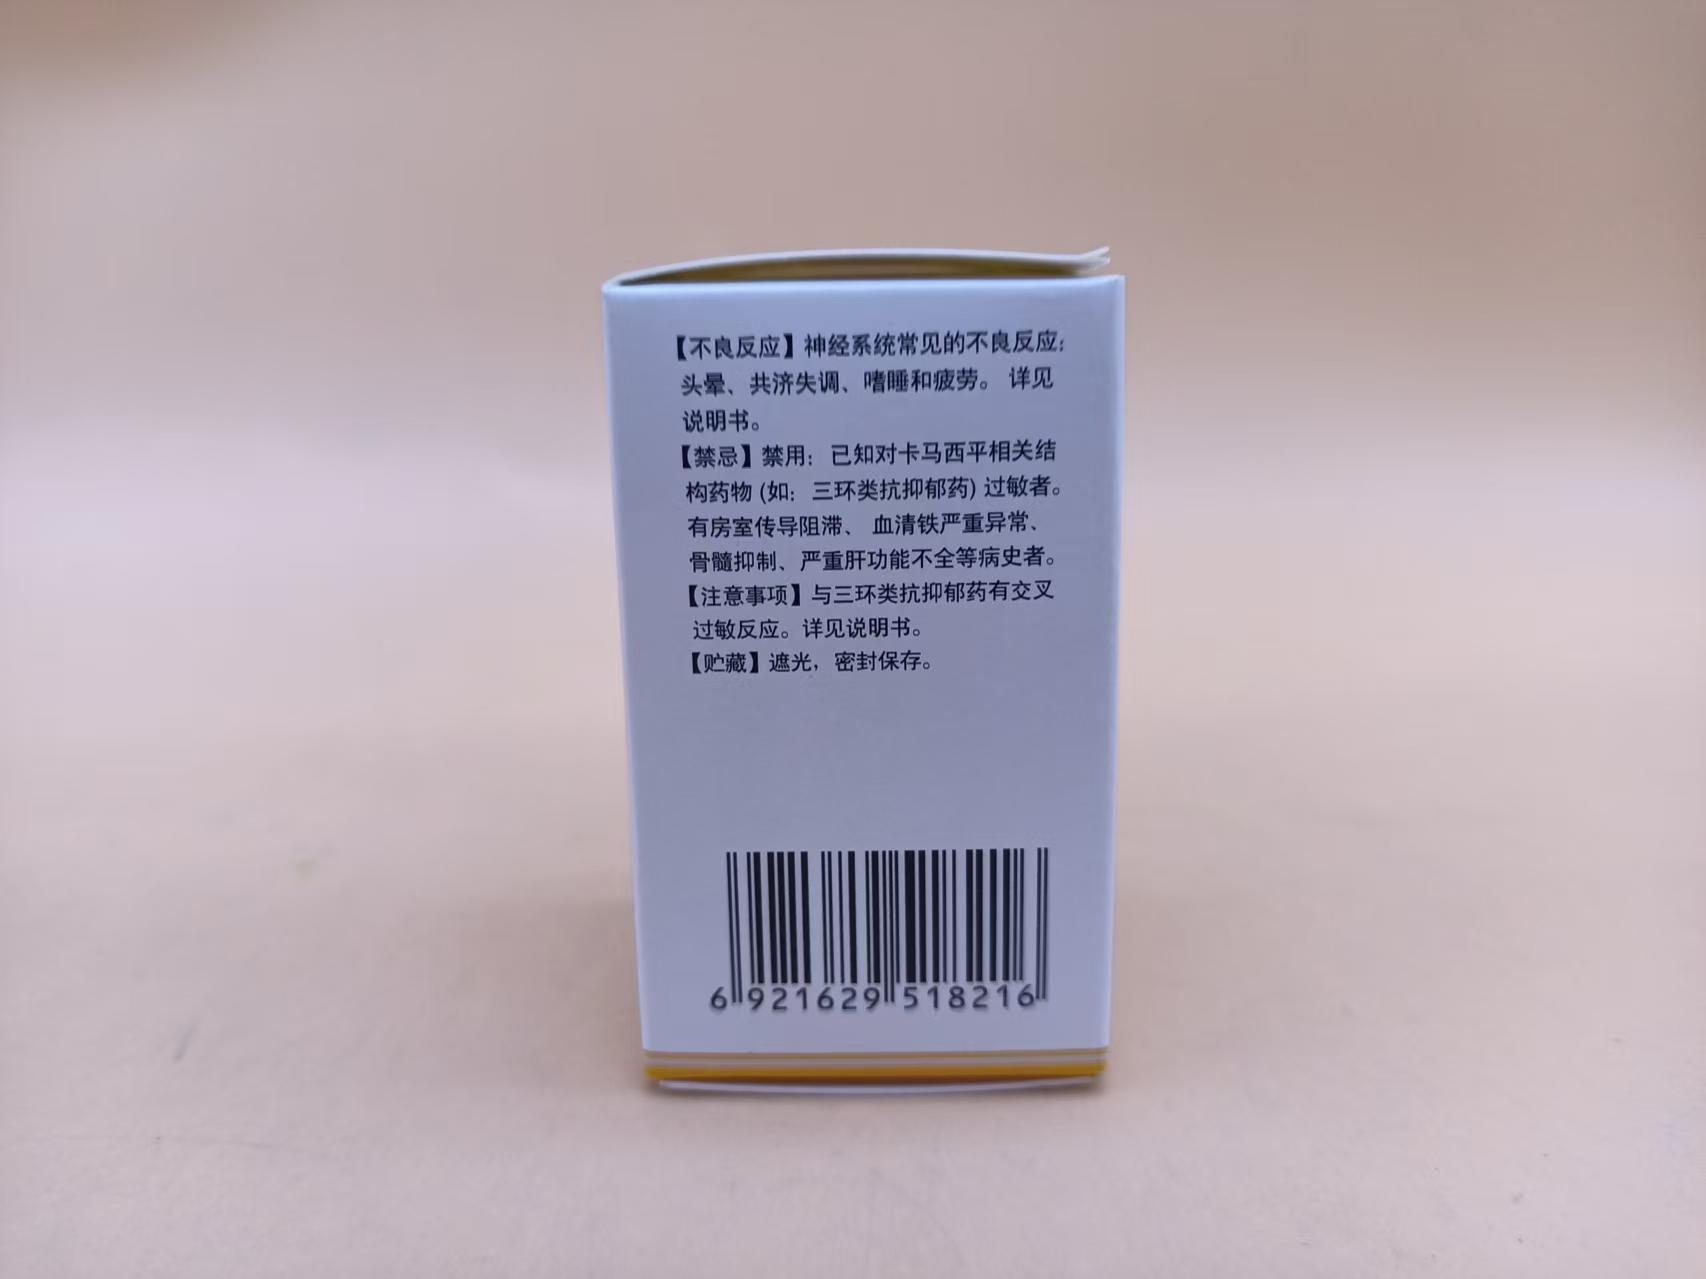 【不良反应】神经系统常见的不良反应：
头晕、共济失调、嗜睡和疲劳。 详见
说明书。
【禁忌】禁用：已知对卡马西平相关结
构药物 (如：三环类抗抑郁药) 过敏者。
有房室传导阻滞、 血清铁严重异常、
骨髓抑制、严重肝功能不全等病史者。
【注意事项】与三环类抗抑郁药有交叉
过敏反应。详见说明书。
【贮藏】遮光，密封保存。
6 921629 518216